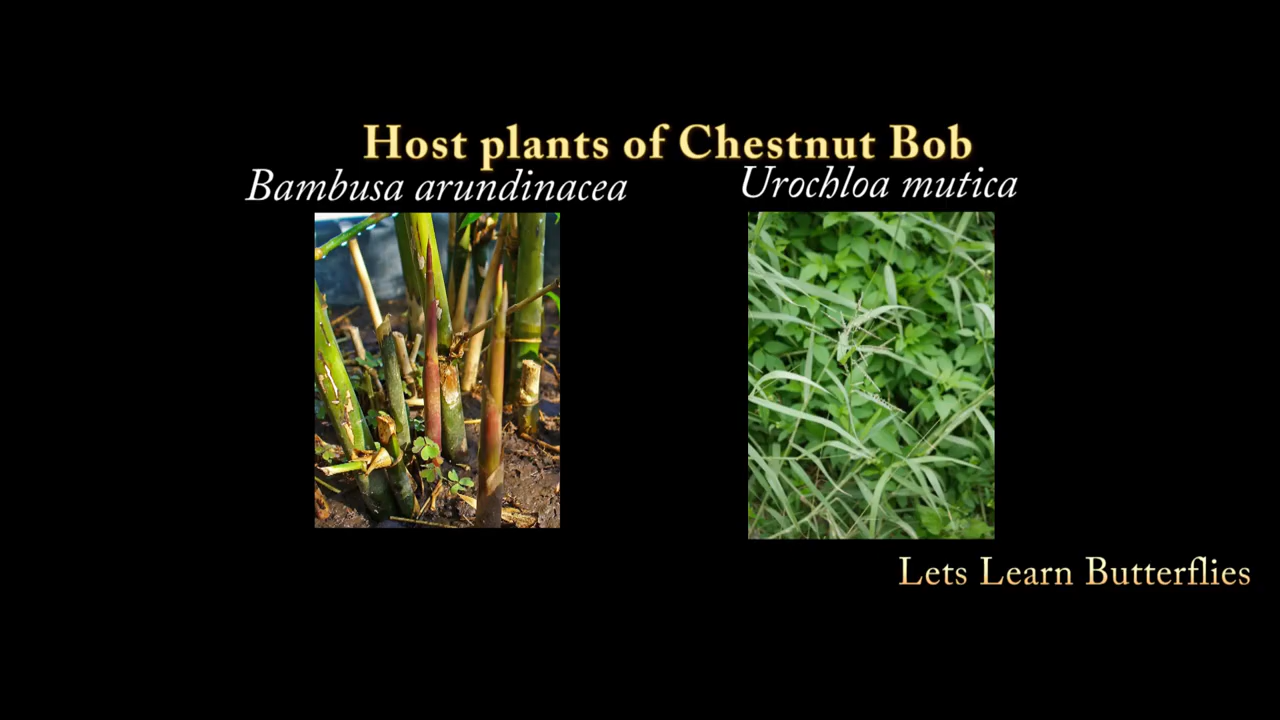 Host plants of Chestnut Bob
Bambusa arundinacea
Urochloa mutica
Lets Learn Butterflies